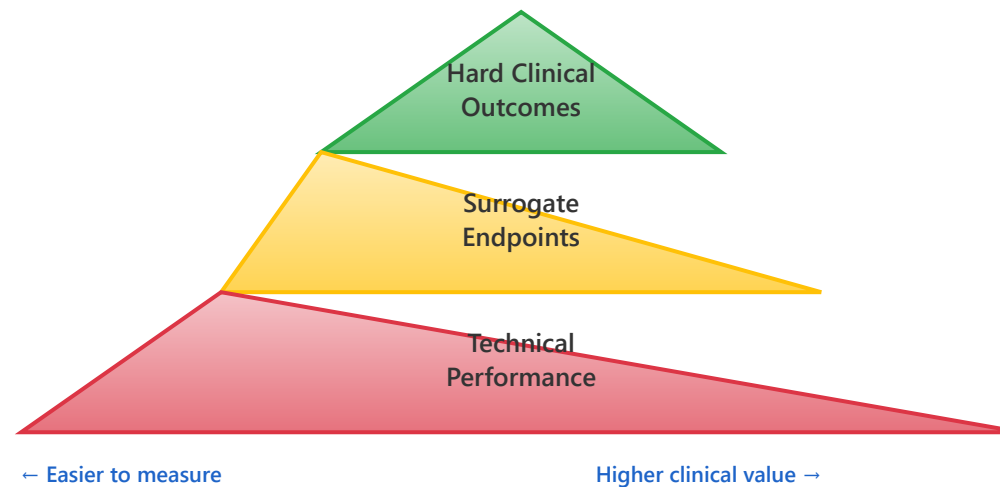 Hard Clinical
Outcomes
Surrogate
Endpoints
Technical
Performance
← Easier to measure
Higher clinical value →